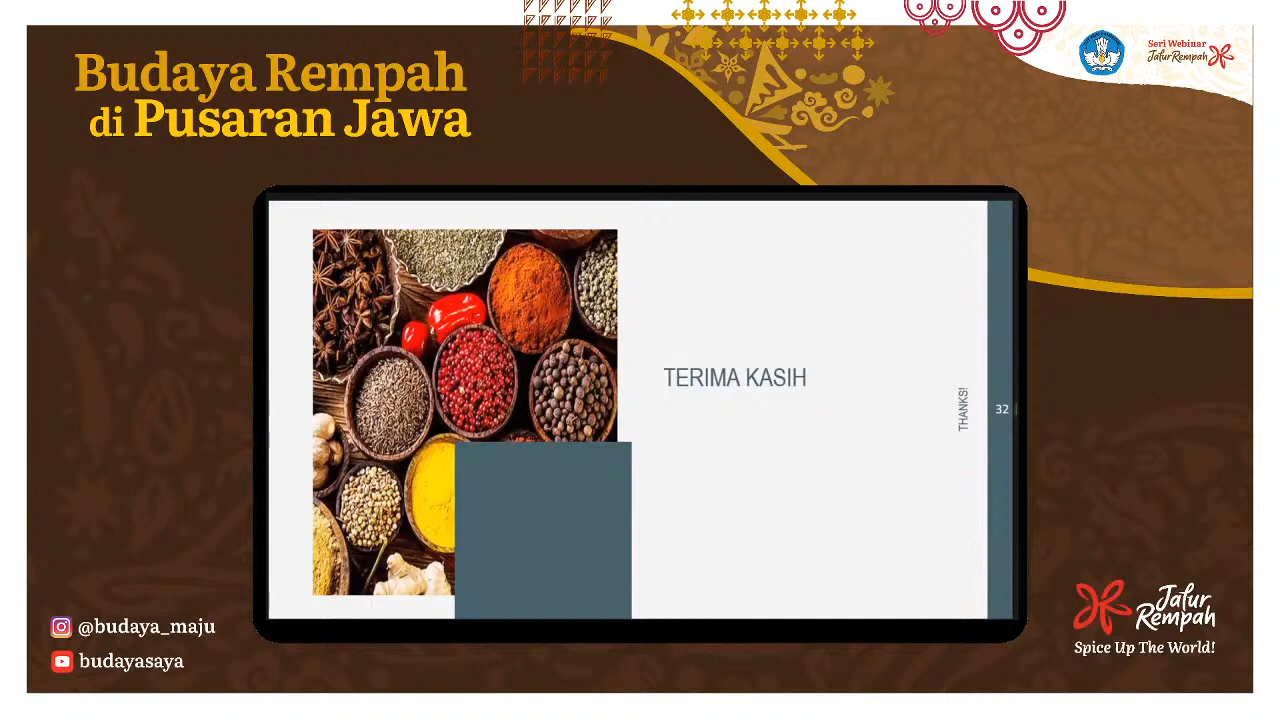 Budaya Rempah
di Pusaran Jawa
Seri Webinar
Jalur Rempah
TERIMA KASIH
THANKS!
32
@budaya_maju
budayasaya
Jalur
Rempah
Spice Up The World!